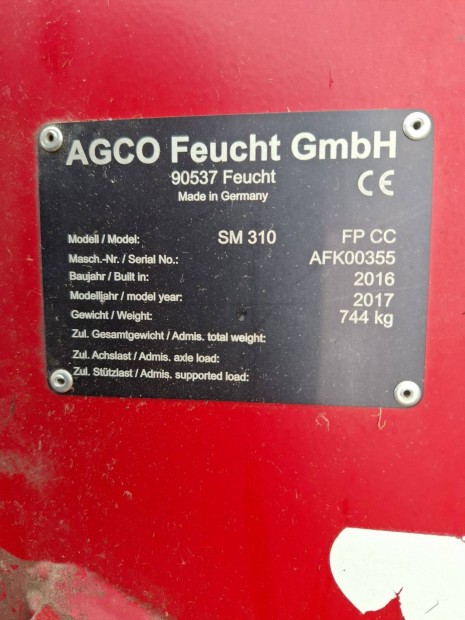 AGCO Feucht GmbH
90537 Feucht
Made in Germany
CE
Modell / Model: SM 310 FP CC
Masch.-Nr. / Serial No.: AFK00355
Baujahr / Built in: 2016
Modelljahr / model year: 2017
Gewicht / Weight: 744 kg
Zul. Gesamtgewicht / Admis. total weight:
Zul. Achslast / Admis. axle load:
Zul. Stützlast / Admis. supported load: